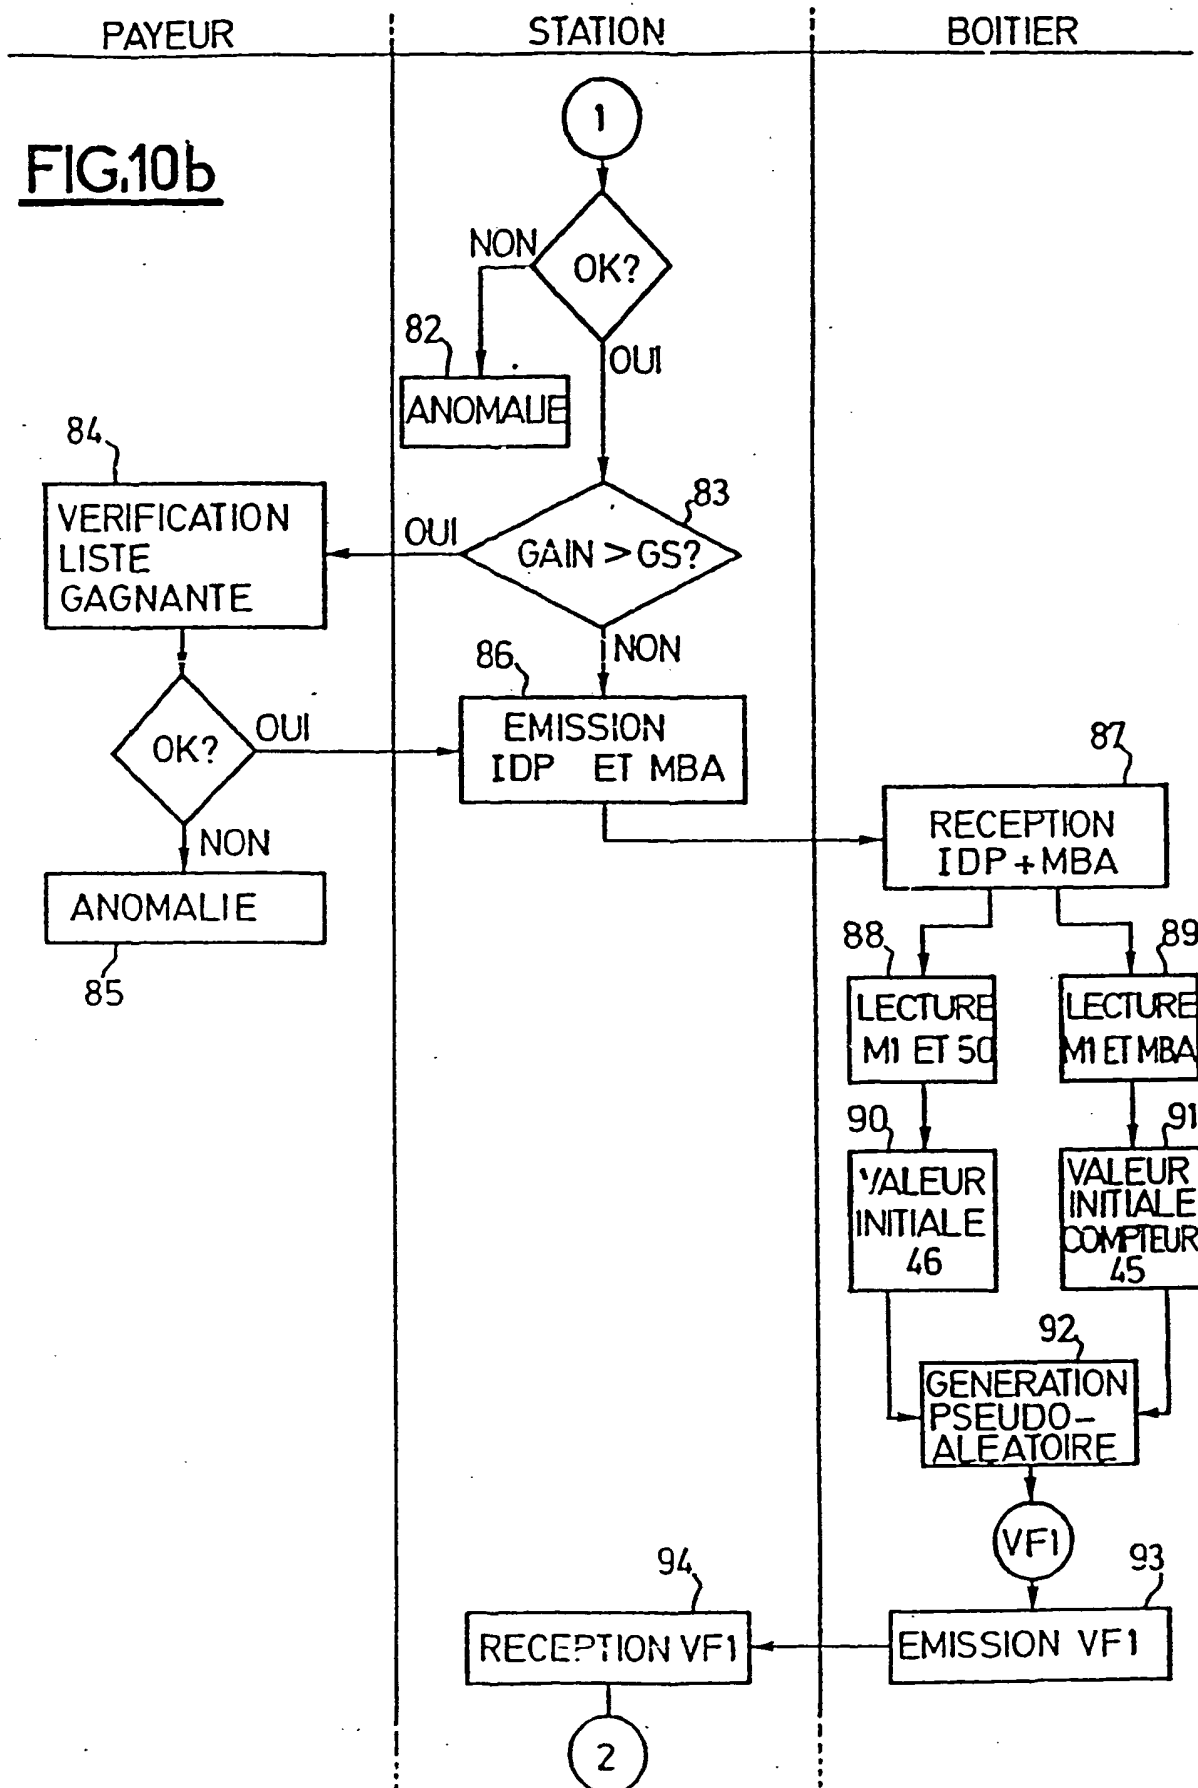 PAYEUR
STATION
BOITIER
FIG.10b
1
OK?
NON
OUI
82
ANOMALIE
83
GAIN > GS?
OUI
NON
84
VERIFICATION
LISTE
GAGNANTE
OK?
OUI
NON
ANOMALIE
85
86
EMISSION
IDP ET MBA
87
RECEPTION
IDP + MBA
88
LECTURE
M1 ET 50
89
LECTURE
M1 ET MBA
90
VALEUR
INITIALE
46
91
VALEUR
INITIALE
COMPTEUR
45
92
GENERATION
PSEUDO-
ALEATOIRE
VF1
93
EMISSION VF1
94
RECEPTION VF1
2